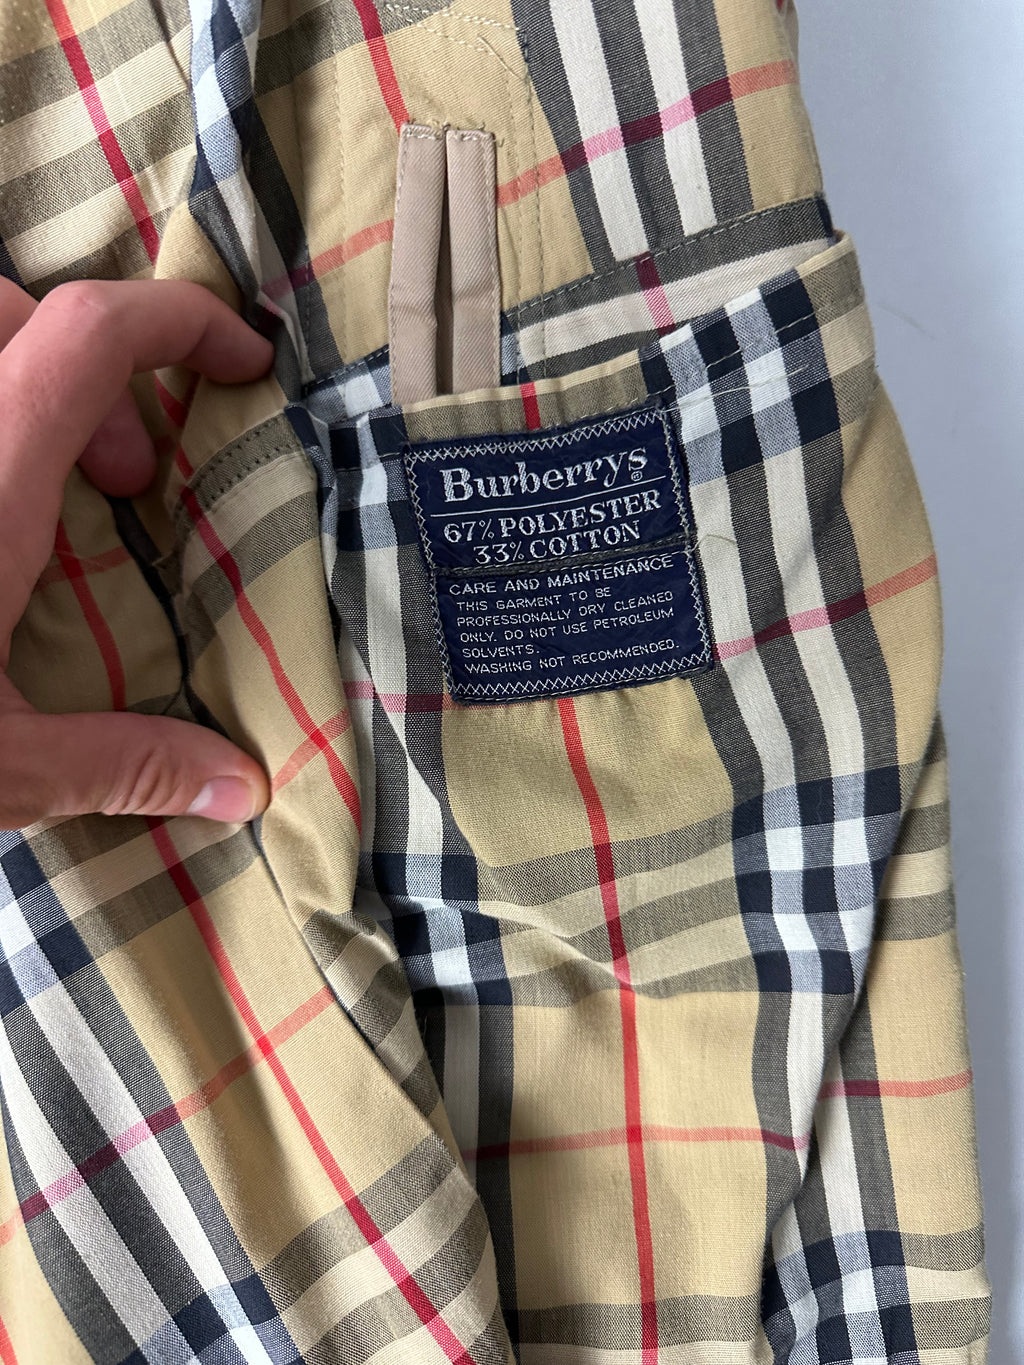 Burberrys®
67% POLYESTER
33% COTTON
CARE AND MAINTENANCE
THIS GARMENT TO BE
PROFESSIONALLY DRY CLEANED
ONLY. DO NOT USE PETROLEUM
SOLVENTS.
WASHING NOT RECOMMENDED.